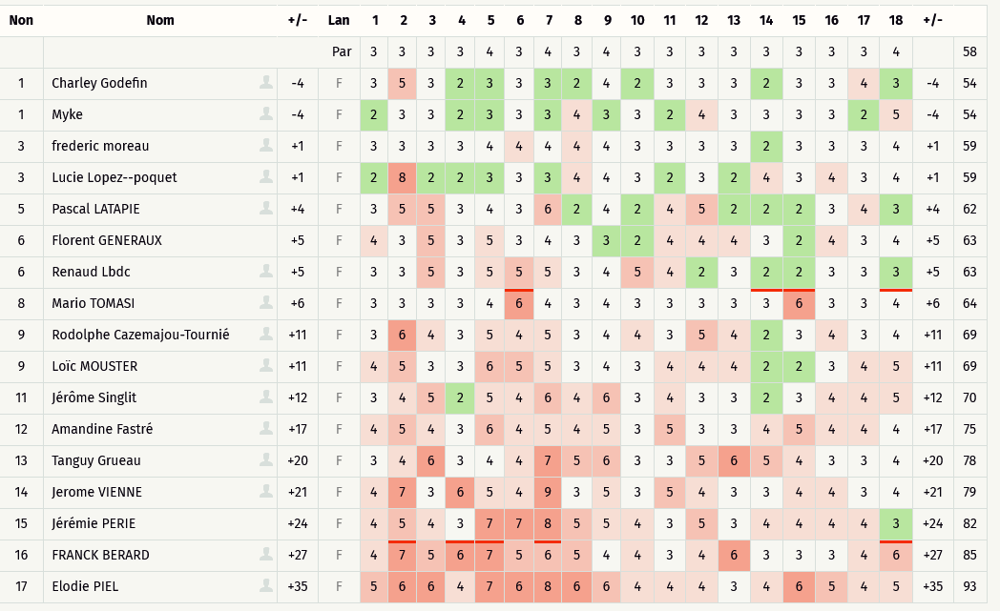 Non Nom +/- Lan 1 2 3 4 5 6 7 8 9 10 11 12 13 14 15 16 17 18 +/-
Par 3 3 3 3 4 3 4 3 4 3 3 3 3 3 3 3 3 4 58
1 Charley Godefin -4 F 3 5 3 2 3 3 3 2 4 2 3 3 3 2 3 3 4 3 -4 54
1 Myke -4 F 2 3 3 2 3 3 3 4 3 3 2 4 3 3 3 3 2 5 -4 54
3 frederic moreau +1 F 3 3 3 3 4 4 4 4 4 3 3 3 3 2 3 3 3 4 +1 59
3 Lucie Lopez--poquet +1 F 2 8 2 2 3 3 3 4 4 3 2 3 2 4 3 4 3 4 +1 59
5 Pascal LATAPIE +4 F 3 5 5 3 4 3 6 2 4 2 4 5 2 2 2 3 4 3 +4 62
6 Florent GENERAUX +5 F 4 3 5 3 5 3 4 3 3 2 4 4 4 3 2 4 3 4 +5 63
6 Renaud Lbdc +5 F 3 3 5 3 5 5 5 3 4 5 4 2 3 2 2 3 3 3 +5 63
8 Mario TOMASI +6 F 3 3 3 3 4 6 4 3 4 3 3 3 3 3 6 3 3 4 +6 64
9 Rodolphe Cazemajou-Tournié +11 F 3 6 4 3 5 4 5 3 4 4 3 5 4 2 3 4 3 4 +11 69
9 Loïc MOUSTER +11 F 4 5 3 3 6 5 5 3 4 3 4 4 4 2 2 3 4 5 +11 69
11 Jérôme Singlit +12 F 3 4 5 2 5 4 6 4 6 3 4 3 3 2 3 4 4 5 +12 70
12 Amandine Fastré +17 F 4 5 4 3 6 4 5 4 5 3 5 3 3 4 5 4 4 4 +17 75
13 Tanguy Grueau +20 F 3 4 6 3 4 4 7 5 6 3 3 5 6 5 4 3 3 4 +20 78
14 Jerome VIENNE +21 F 4 7 3 6 5 4 9 3 5 3 5 4 3 3 4 4 3 4 +21 79
15 Jérémie PERIE +24 F 4 5 4 3 7 7 8 5 5 4 3 5 3 4 4 4 4 3 +24 82
16 FRANCK BERARD +27 F 4 7 5 6 7 5 6 5 4 4 3 4 6 3 3 3 4 6 +27 85
17 Elodie PIEL +35 F 5 6 6 4 7 6 8 6 6 4 4 4 3 4 6 5 4 5 +35 93